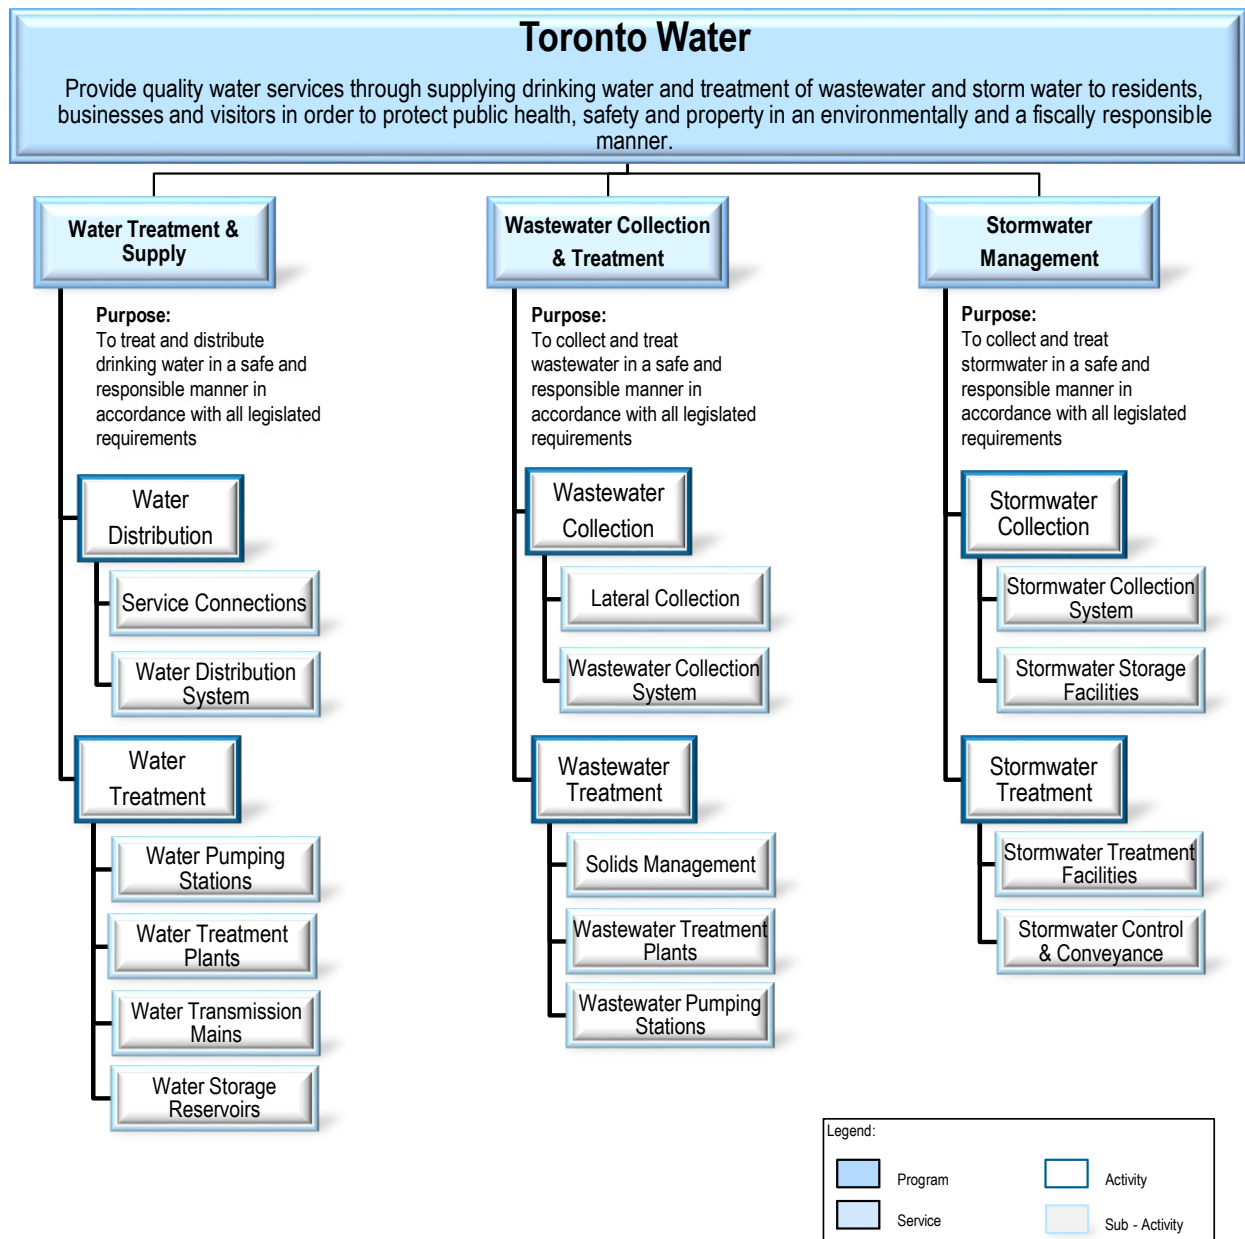 Toronto Water
Provide quality water services through supplying drinking water and treatment of wastewater and storm water to residents,
businesses and visitors in order to protect public health, safety and property in an environmentally and a fiscally responsible
manner.
Water Treatment &
Supply
Purpose:
To treat and distribute
drinking water in a safe and
responsible manner in
accordance with all legislated
requirements
Water
Distribution
Service Connections
Water Distribution
System
Water
Treatment
Water Pumping
Stations
Water Treatment
Plants
Water Transmission
Mains
Water Storage
Reservoirs
Wastewater Collection
& Treatment
Purpose:
To collect and treat
wastewater in a safe and
responsible manner in
accordance with all legislated
requirements
Wastewater
Collection
Lateral Collection
Wastewater Collection
System
Wastewater
Treatment
Solids Management
Wastewater Treatment
Plants
Wastewater Pumping
Stations
Stormwater
Management
Purpose:
To collect and treat
stormwater in a safe and
responsible manner in
accordance with all legislated
requirements
Stormwater
Collection
Stormwater Collection
System
Stormwater Storage
Facilities
Stormwater
Treatment
Stormwater Treatment
Facilities
Stormwater Control
& Conveyance
Legend:
Program
Activity
Service
Sub - Activity